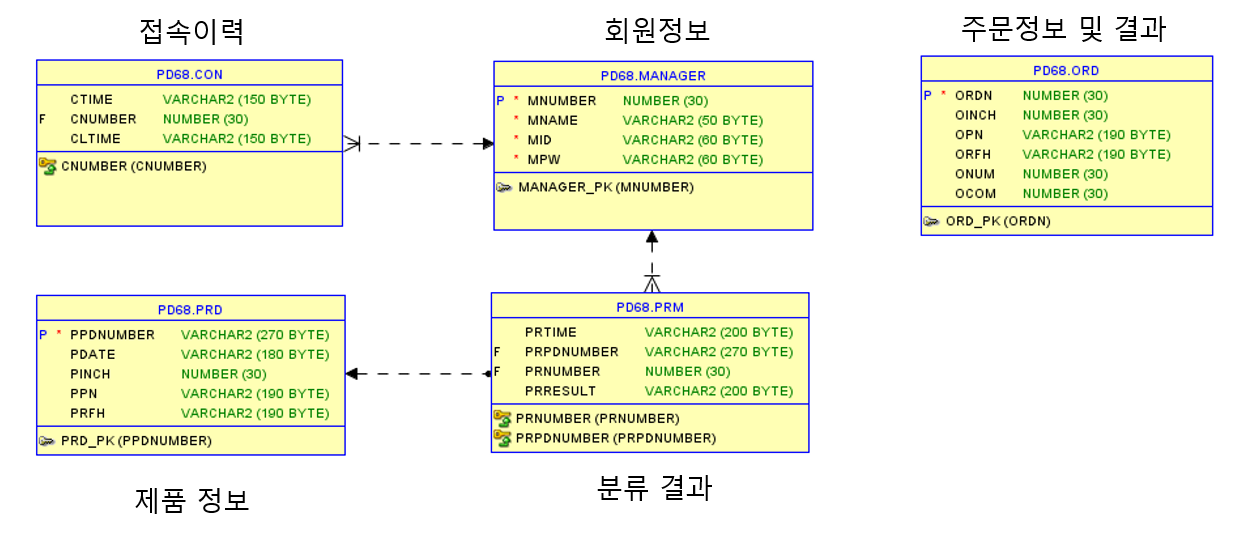 접속이력
PD68.CON
CTIME VARCHAR2 (150 BYTE)
F CNUMBER NUMBER (30)
CLTIME VARCHAR2 (150 BYTE)
CNUMBER (CNUMBER)
회원정보
PD68.MANAGER
P * MNUMBER NUMBER (30)
* MNAME VARCHAR2 (50 BYTE)
* MID VARCHAR2 (60 BYTE)
* MPW VARCHAR2 (60 BYTE)
MANAGER_PK (MNUMBER)
주문정보 및 결과
PD68.ORD
P * ORDN NUMBER (30)
OINCH NUMBER (30)
OPN VARCHAR2 (190 BYTE)
ORFH VARCHAR2 (190 BYTE)
ONUM NUMBER (30)
OCOM NUMBER (30)
ORD_PK (ORDN)
PD68.PRD
P * PPDNUMBER VARCHAR2 (270 BYTE)
PDATE VARCHAR2 (180 BYTE)
PINCH NUMBER (30)
PPN VARCHAR2 (190 BYTE)
PRFH VARCHAR2 (190 BYTE)
PRD_PK (PPDNUMBER)
제품 정보
PD68.PRM
PRTIME VARCHAR2 (200 BYTE)
F PRPDNUMBER VARCHAR2 (270 BYTE)
F PRNUMBER NUMBER (30)
PRRESULT VARCHAR2 (200 BYTE)
PRNUMBER (PRNUMBER)
PRPDNUMBER (PRPDNUMBER)
분류 결과